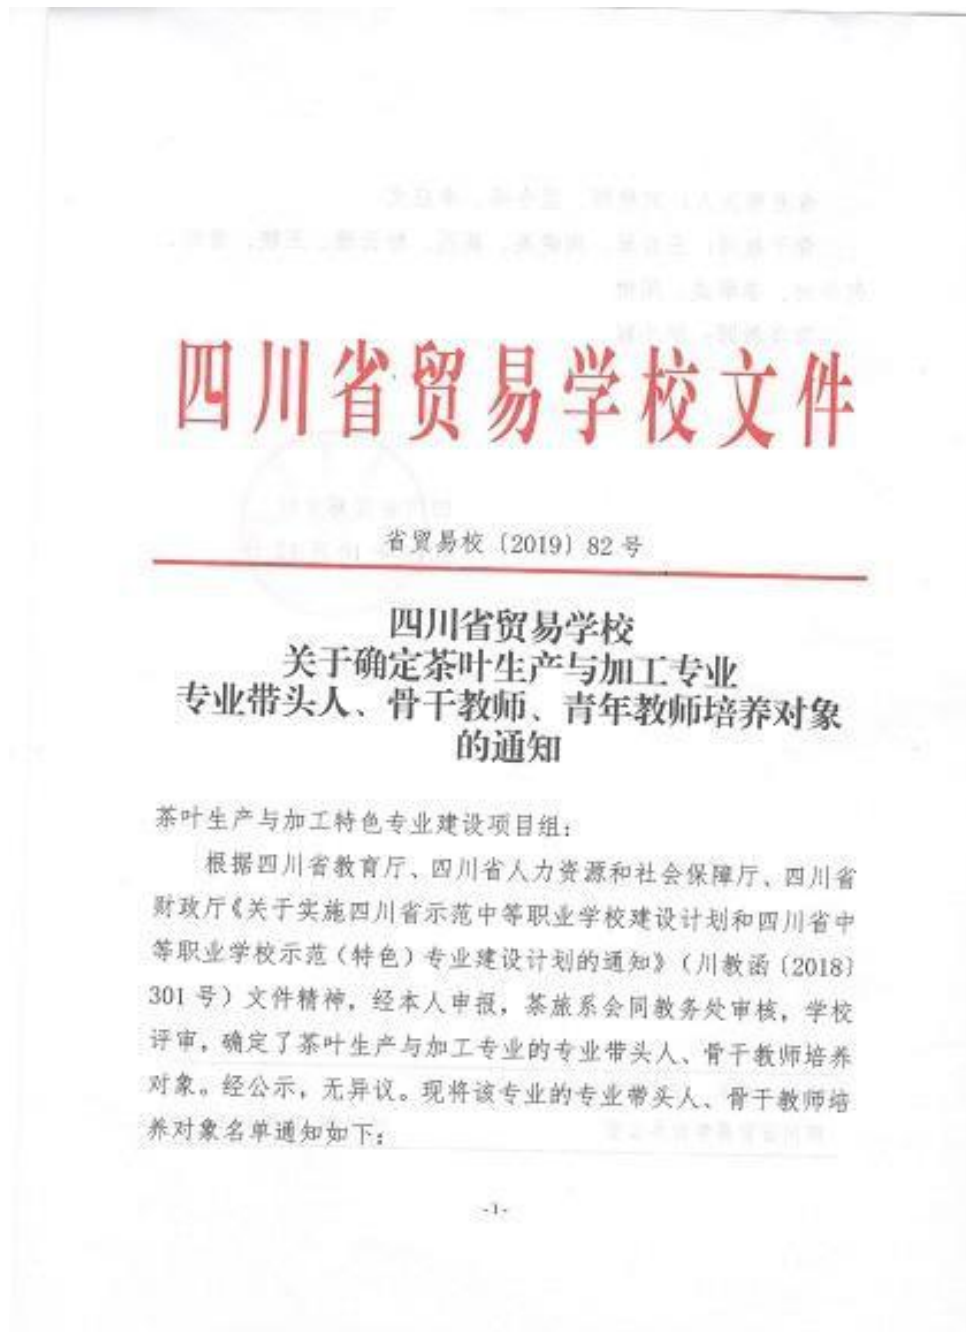 四川省贸易学校文件
省贸易校〔2019〕82号
四川省贸易学校
关于确定茶叶生产与加工专业
专业带头人、骨干教师、青年教师培养对象
的通知
茶叶生产与加工特色专业建设项目组：
根据四川省教育厅、四川省人力资源和社会保障厅、四川省
财政厅《关于实施四川省示范中等职业学校建设计划和四川省中
等职业学校示范（特色）专业建设计划的通知》（川教函〔2018〕
301号）文件精神，经本人申报，茶旅系会同教务处审核，学校
评审，确定了茶叶生产与加工专业的专业带头人、骨干教师培养
对象。经公示，无异议。现将该专业的专业带头人、骨干教师培
养对象名单通知如下：
-1-